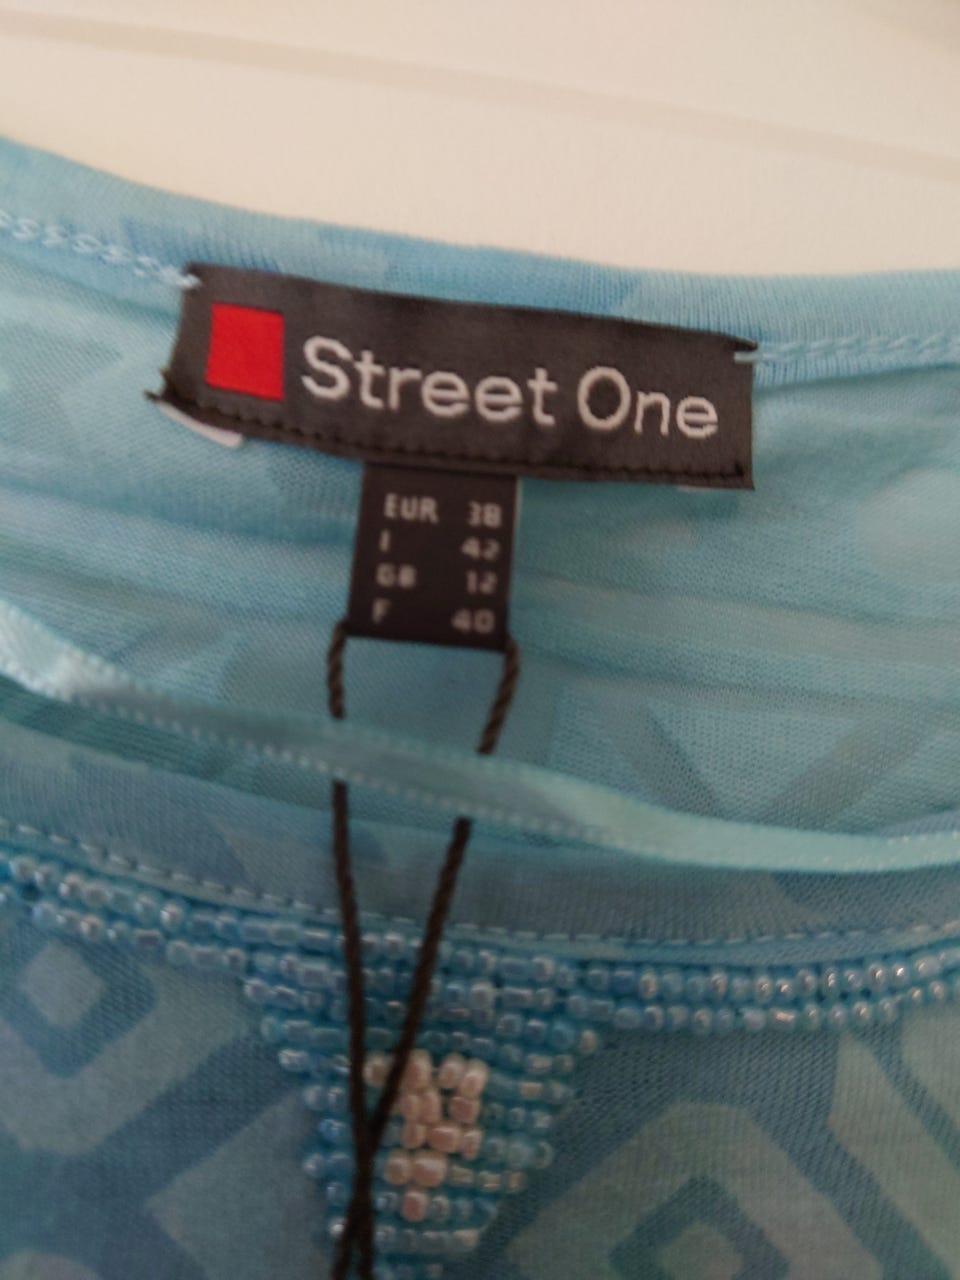 Street One
EUR 38
I 42
GB 12
F 40